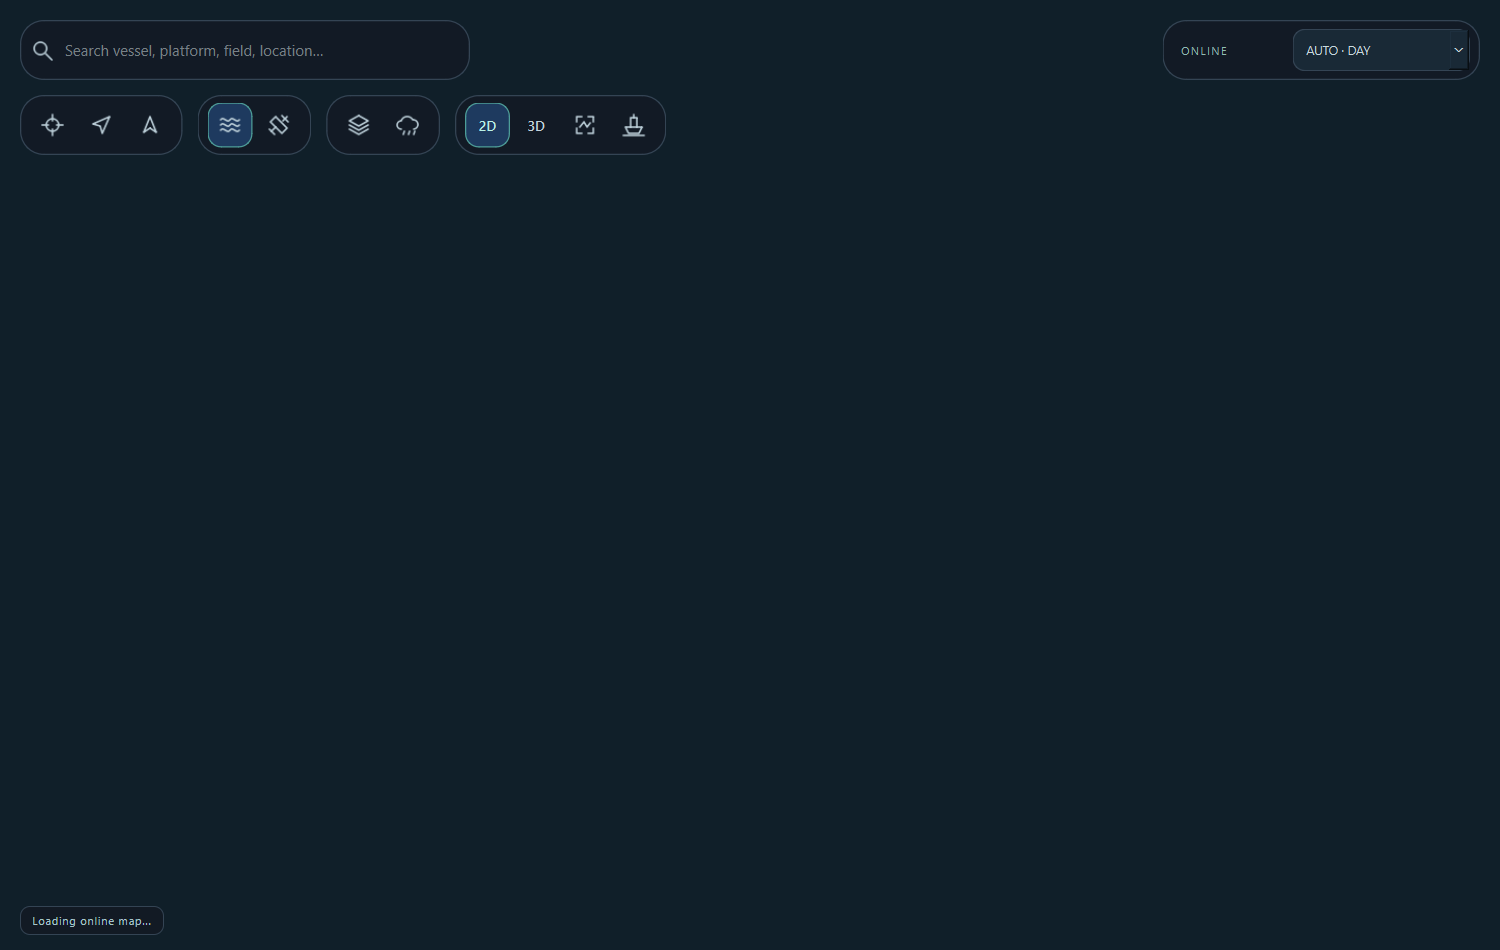 Search vessel, platform, field, location...
ONLINE
AUTO · DAY
2D
3D
Loading online map...